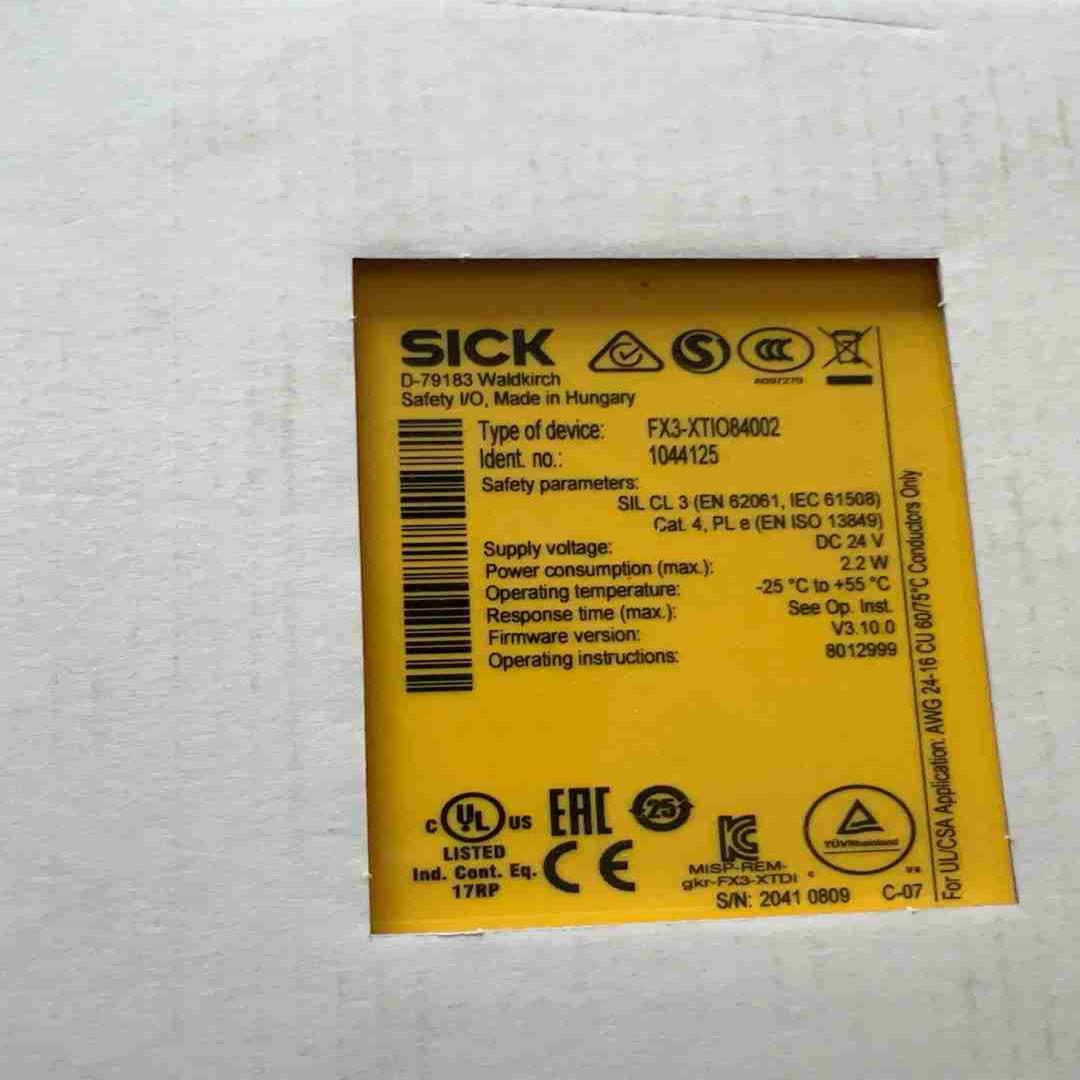 SICK
D-79183 Waldkirch
Safety I/O, Made in Hungary
A097279
Type of device: FX3-XTIO84002
Ident. no.: 1044125
Safety parameters:
SIL CL 3 (EN 62061, IEC 61508)
Cat. 4, PL e (EN ISO 13849)
Supply voltage: DC 24 V
Power consumption (max.): 2.2 W
Operating temperature: -25 °C to +55 °C
Response time (max.): See Op. Inst.
Firmware version: V3.10.0
Operating instructions: 8012999
For UL/CSA Application: AWG 24-16 CU 60/75°C Conductors Only
C UL US
LISTED
Ind. Cont. Eq.
17RP
EAC
25
CE
MISP-REM-
gkr-FX3-XTDI
TÜVRheinland
S/N: 2041 0809
C-07